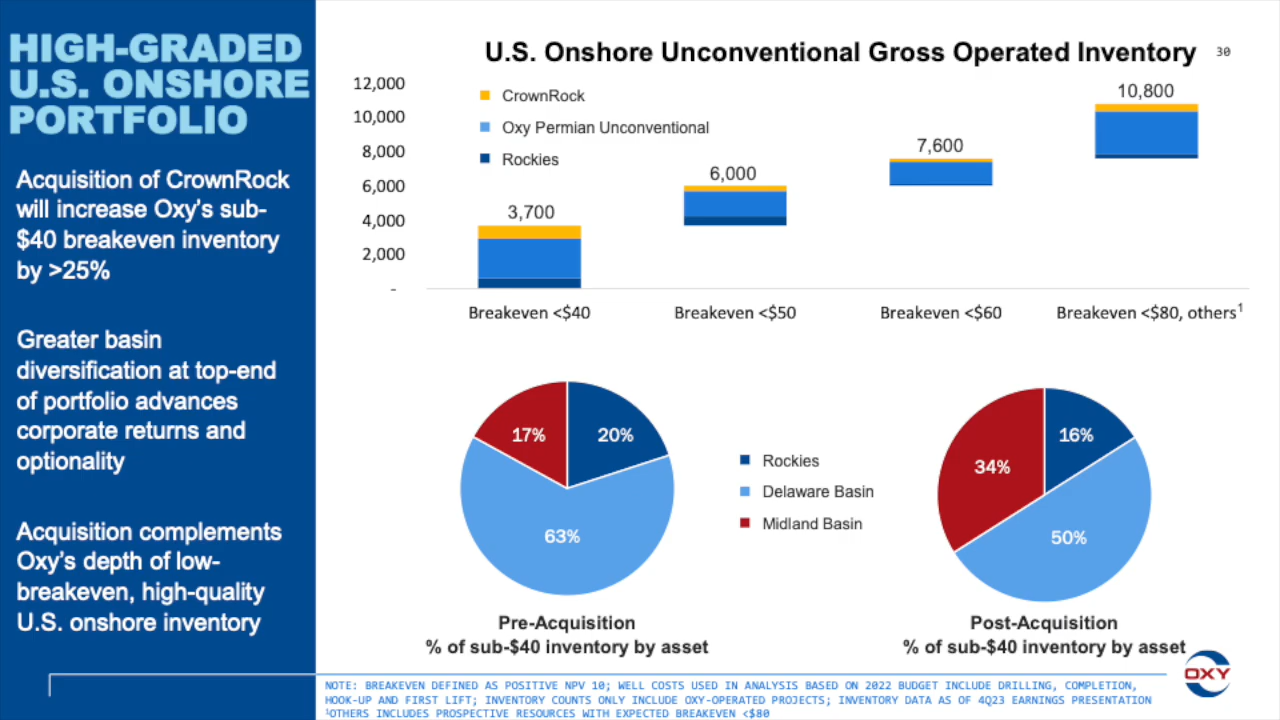 HIGH-GRADED
U.S. ONSHORE
PORTFOLIO
Acquisition of CrownRock
will increase Oxy's sub-
$40 breakeven inventory
by >25%
Greater basin
diversification at top-end
of portfolio advances
corporate returns and
optionality
Acquisition complements
Oxy's depth of low-
breakeven, high-quality
U.S. onshore inventory
U.S. Onshore Unconventional Gross Operated Inventory
30
12,000
10,000
8,000
6,000
4,000
2,000
-
CrownRock
Oxy Permian Unconventional
Rockies
3,700
6,000
7,600
10,800
Breakeven <$40
Breakeven <$50
Breakeven <$60
Breakeven <$80, others¹
17%
20%
63%
Pre-Acquisition
% of sub-$40 inventory by asset
Rockies
Delaware Basin
Midland Basin
34%
16%
50%
Post-Acquisition
% of sub-$40 inventory by asset
OXY
NOTE: BREAKEVEN DEFINED AS POSITIVE NPV 10; WELL COSTS USED IN ANALYSIS BASED ON 2022 BUDGET INCLUDE DRILLING, COMPLETION,
HOOK-UP AND FIRST LIFT; INVENTORY COUNTS ONLY INCLUDE OXY-OPERATED PROJECTS; INVENTORY DATA AS OF 4Q23 EARNINGS PRESENTATION
¹OTHERS INCLUDES PROSPECTIVE RESOURCES WITH EXPECTED BREAKEVEN <$80